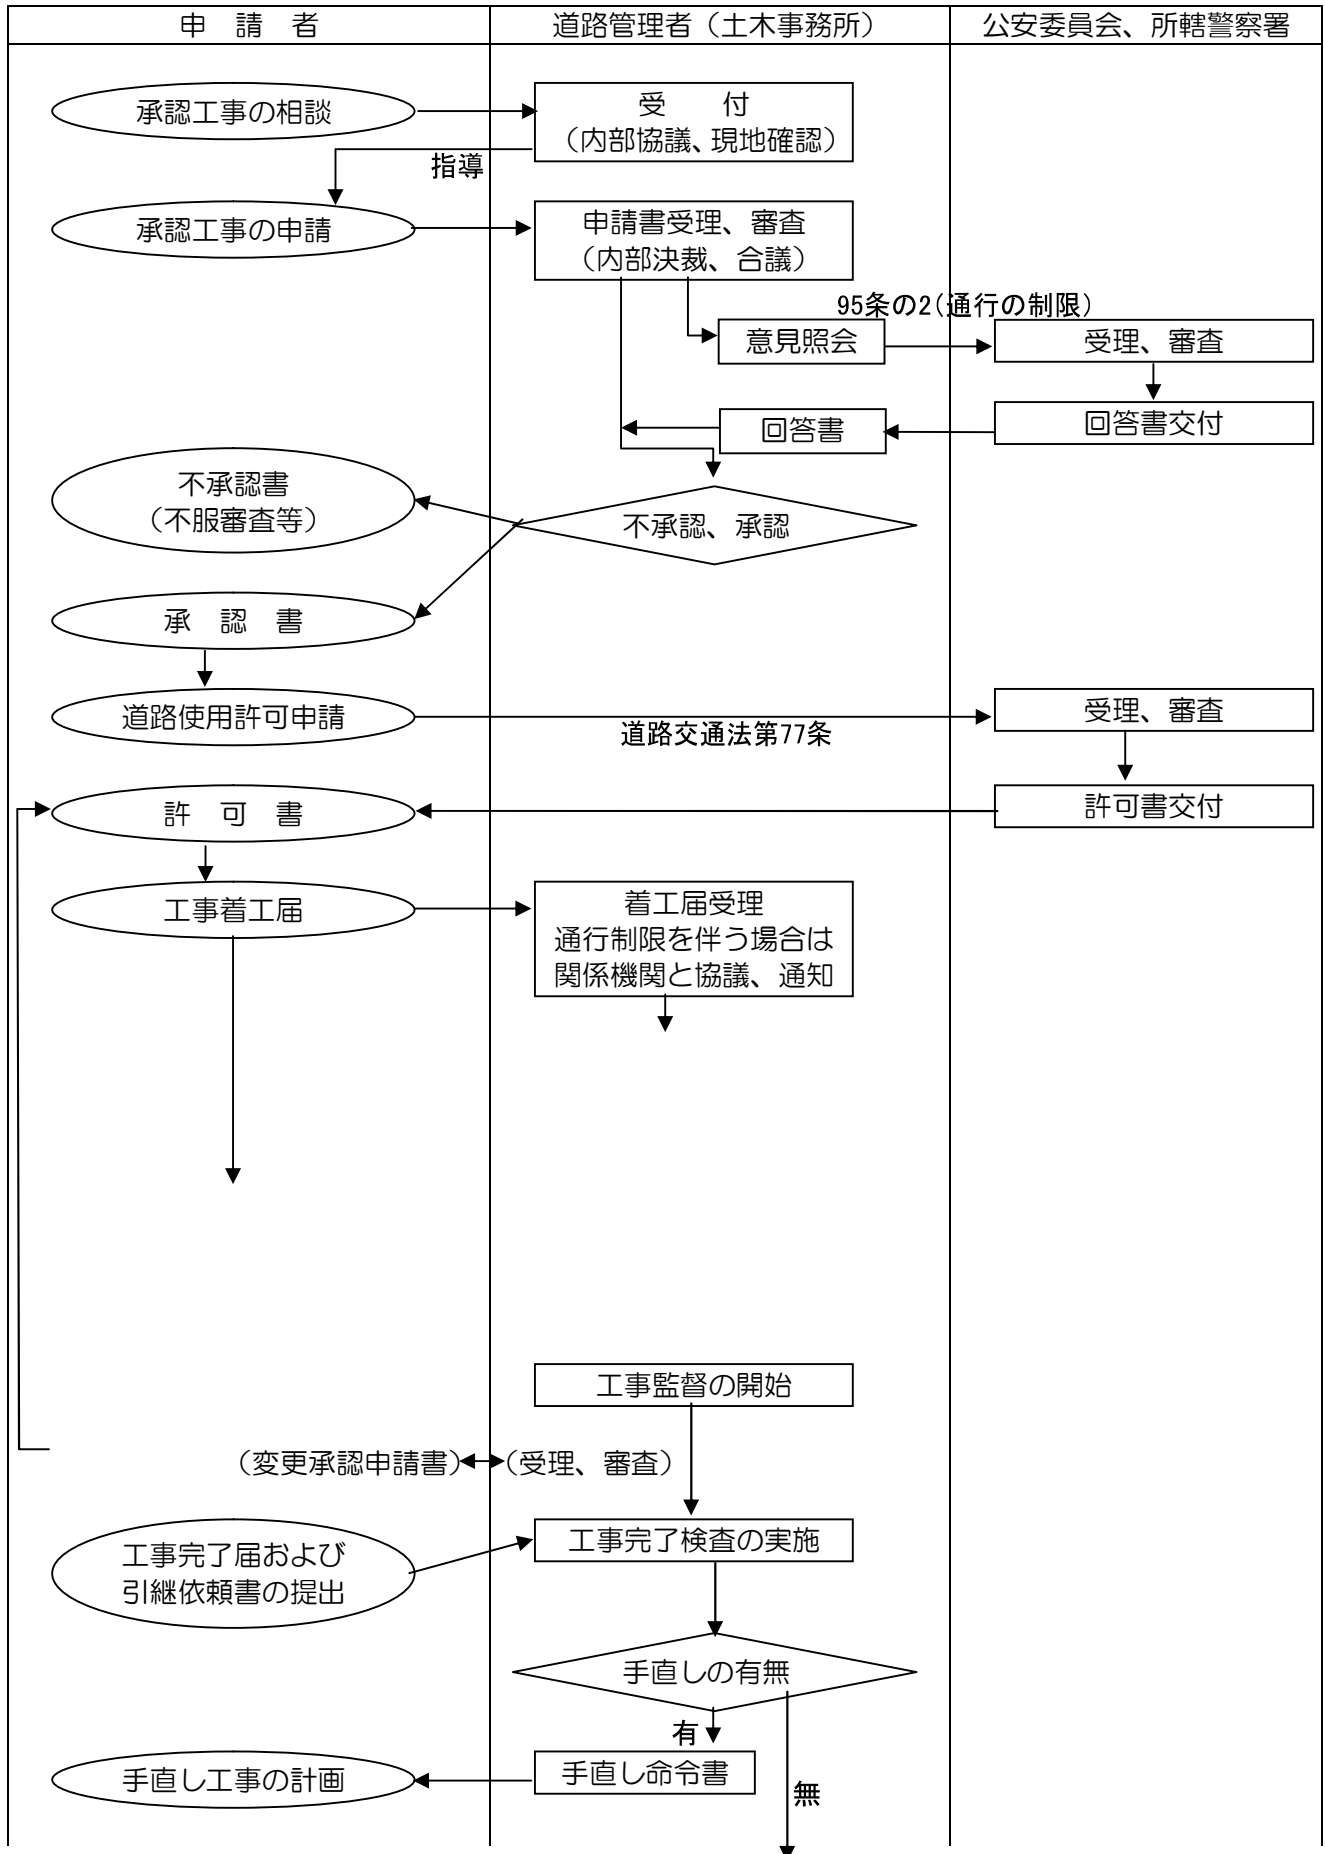 申　請　者
道路管理者（土木事務所）
公安委員会、所轄警察署
承認工事の相談
受　　付
（内部協議、現地確認）
指導
承認工事の申請
申請書受理、審査
（内部決裁、合議）
95条の2（通行の制限）
意見照会
受理、審査
回答書
回答書交付
不承認書
（不服審査等）
不承認、承認
承　認　書
道路使用許可申請
道路交通法第77条
受理、審査
許　可　書
許可書交付
工事着工届
着工届受理
通行制限を伴う場合は
関係機関と協議、通知
工事監督の開始
（変更承認申請書）
（受理、審査）
工事完了届および
引継依頼書の提出
工事完了検査の実施
手直しの有無
有
手直し工事の計画
手直し命令書
無